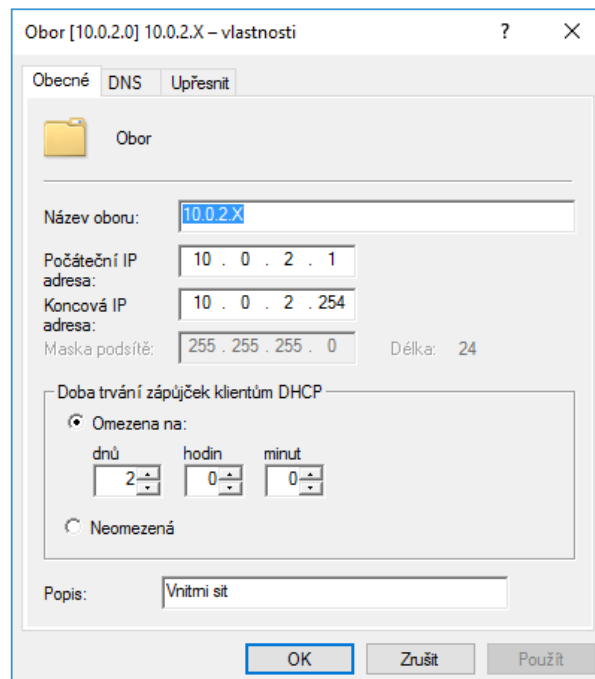 Obor [10.0.2.0] 10.0.2.X – vlastnosti ?
Obecné DNS Upřesnit
Obor
Název oboru: 10.0.2.X
Počáteční IP adresa: 10 . 0 . 2 . 1
Koncová IP adresa: 10 . 0 . 2 . 254
Maska podsítě: 255 . 255 . 255 . 0 Délka: 24
Doba trvání zápůjček klientům DHCP
Omezena na:
dnů hodin minut
2 0 0
Neomezená
Popis: Vnitrni sit
OK Zrušit Použít